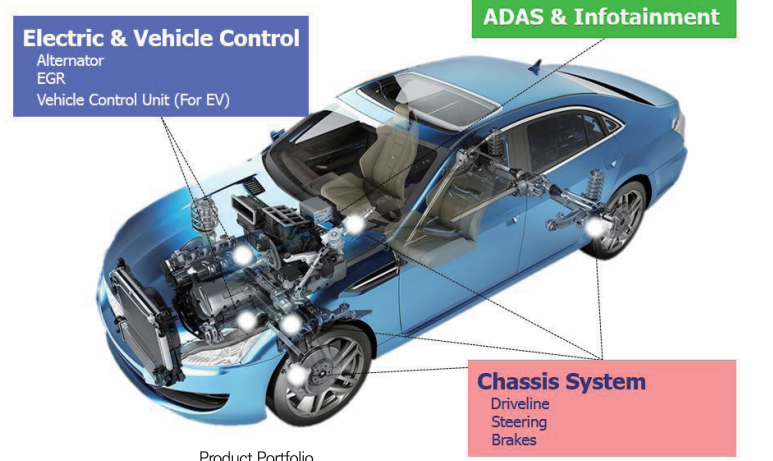 ADAS & Infotainment
Electric & Vehicle Control
Alternator
EGR
Vehicle Control Unit (For EV)
Chassis System
Driveline
Steering
Brakes
Product Portfolio